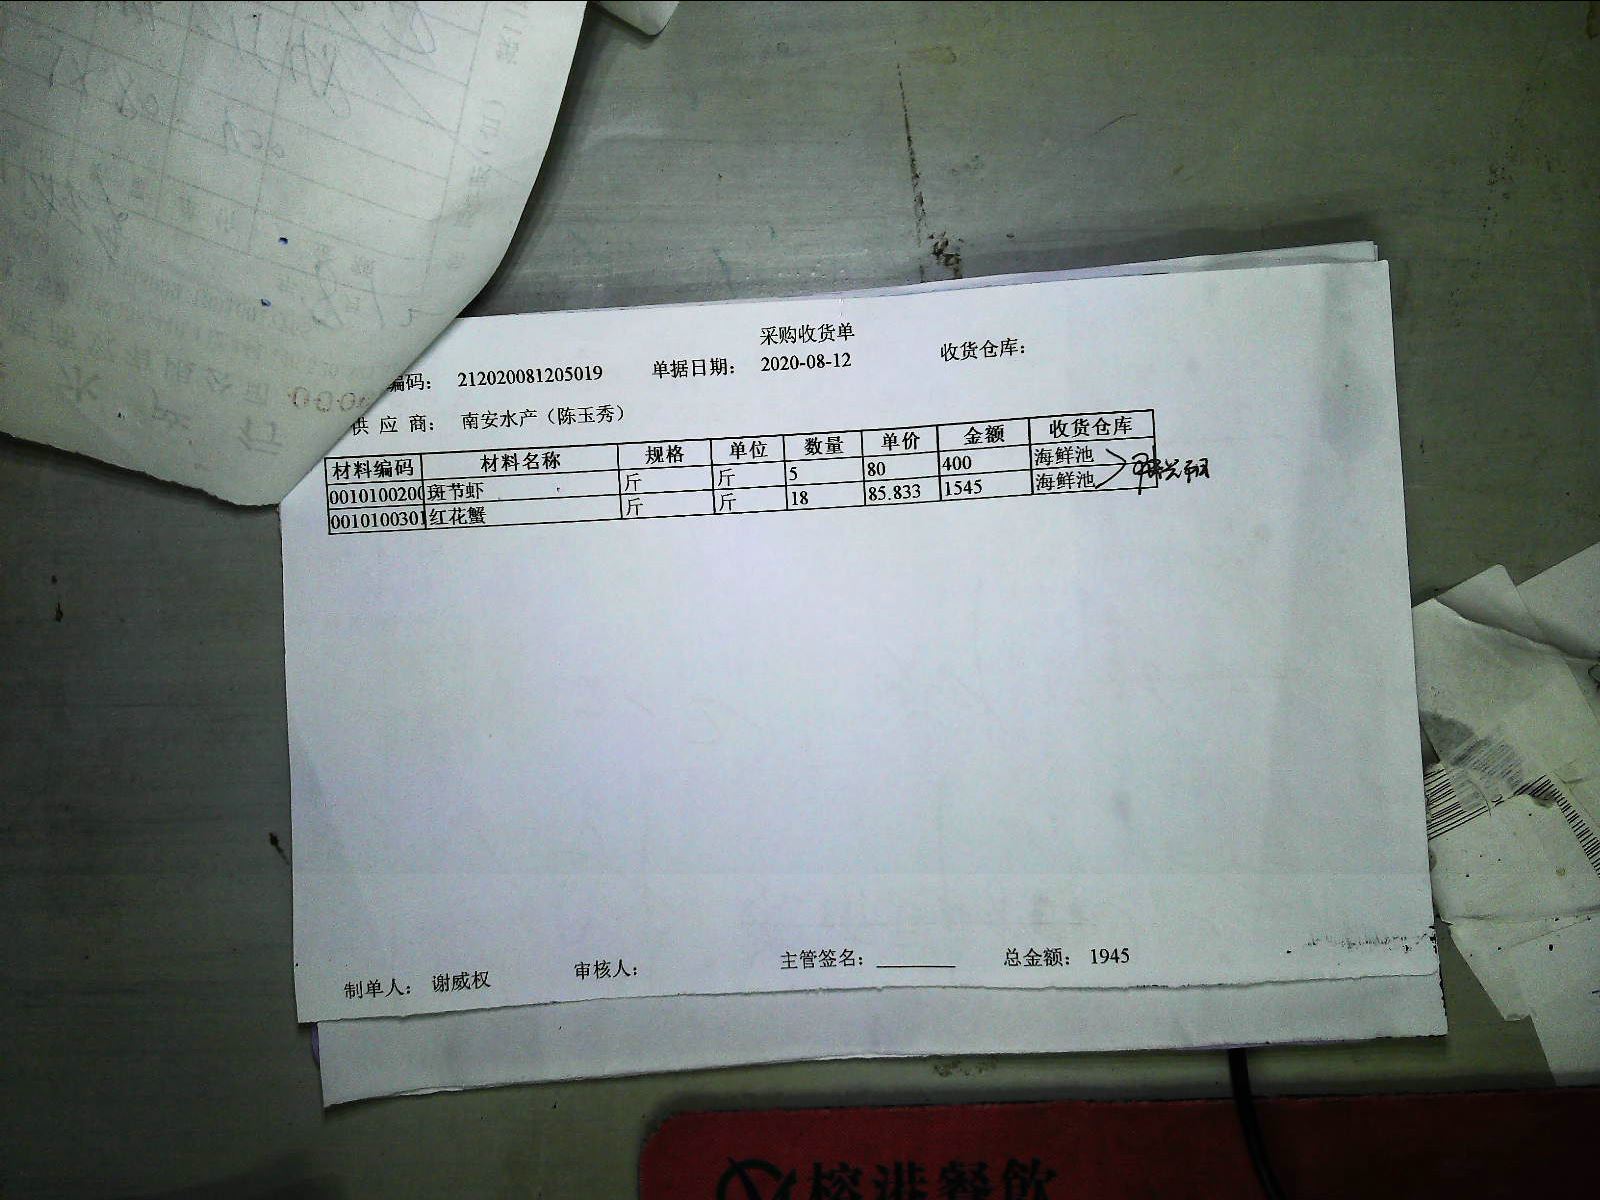 采购收货单
编码: 212020081205019 单据日期: 2020-08-12 收货仓库:
供 应 商: 南安水产（陈玉秀）
材料编码 材料名称 规格 单位 数量 单价 金额 收货仓库
0010100200 斑节虾 斤 斤 5 80 400 海鲜池
0010100301 红花蟹 斤 斤 18 85.833 1545 海鲜池
制单人: 谢威权 审核人: 主管签名: 总金额: 1945
榕港餐飲